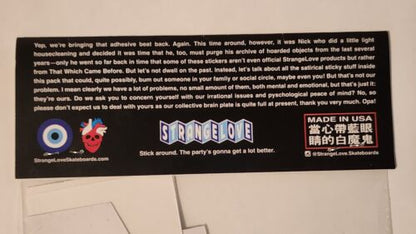 Yep, we're bringing that adhesive beat back. Again. This time around, however, it was Nick who did a little light
housecleaning and decided it was time that he, too, must purge his archive of hoarded objects from the last several
years—only he went so far back in time that some of these stickers aren't even official StrangeLove products but rather
from That Which Came Before. But let's not dwell on the past. Instead, let's talk about all the satirical sticky stuff inside
this pack that could, quite possibly, bum out someone in your family or social circle, maybe even you! But that's not our
problem. I mean clearly we have a lot of problems, no small amount of them, both mental and emotional, but that's just it:
they're ours. Do we ask you to concern yourself with our irrational issues and pyschological peace of mind? No, so
please don't expect us to deal with yours as our collective brain plate is quite full at present, thank you very much. Opa!
STRANGELOVE
StrangeLoveSkateboards.com
Stick around. The party's gonna get a lot better.
MADE IN USA
當心帶藍眼
睛的白魔鬼
StrangeLove.Skateboards